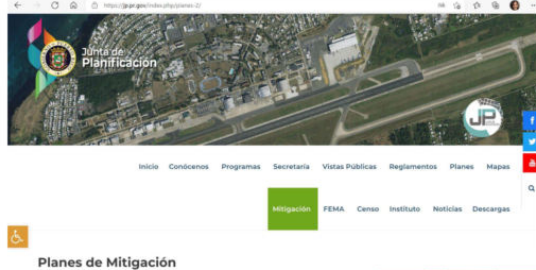 https://jp.pr.gov/index.php/planes-2/
Junta de
Planificación
JP
Inicio Conócenos Programas Secretaría Vistas Públicas Reglamentos Planes Mapas
Mitigación FEMA Censo Instituto Noticias Descargas
Planes de Mitigación